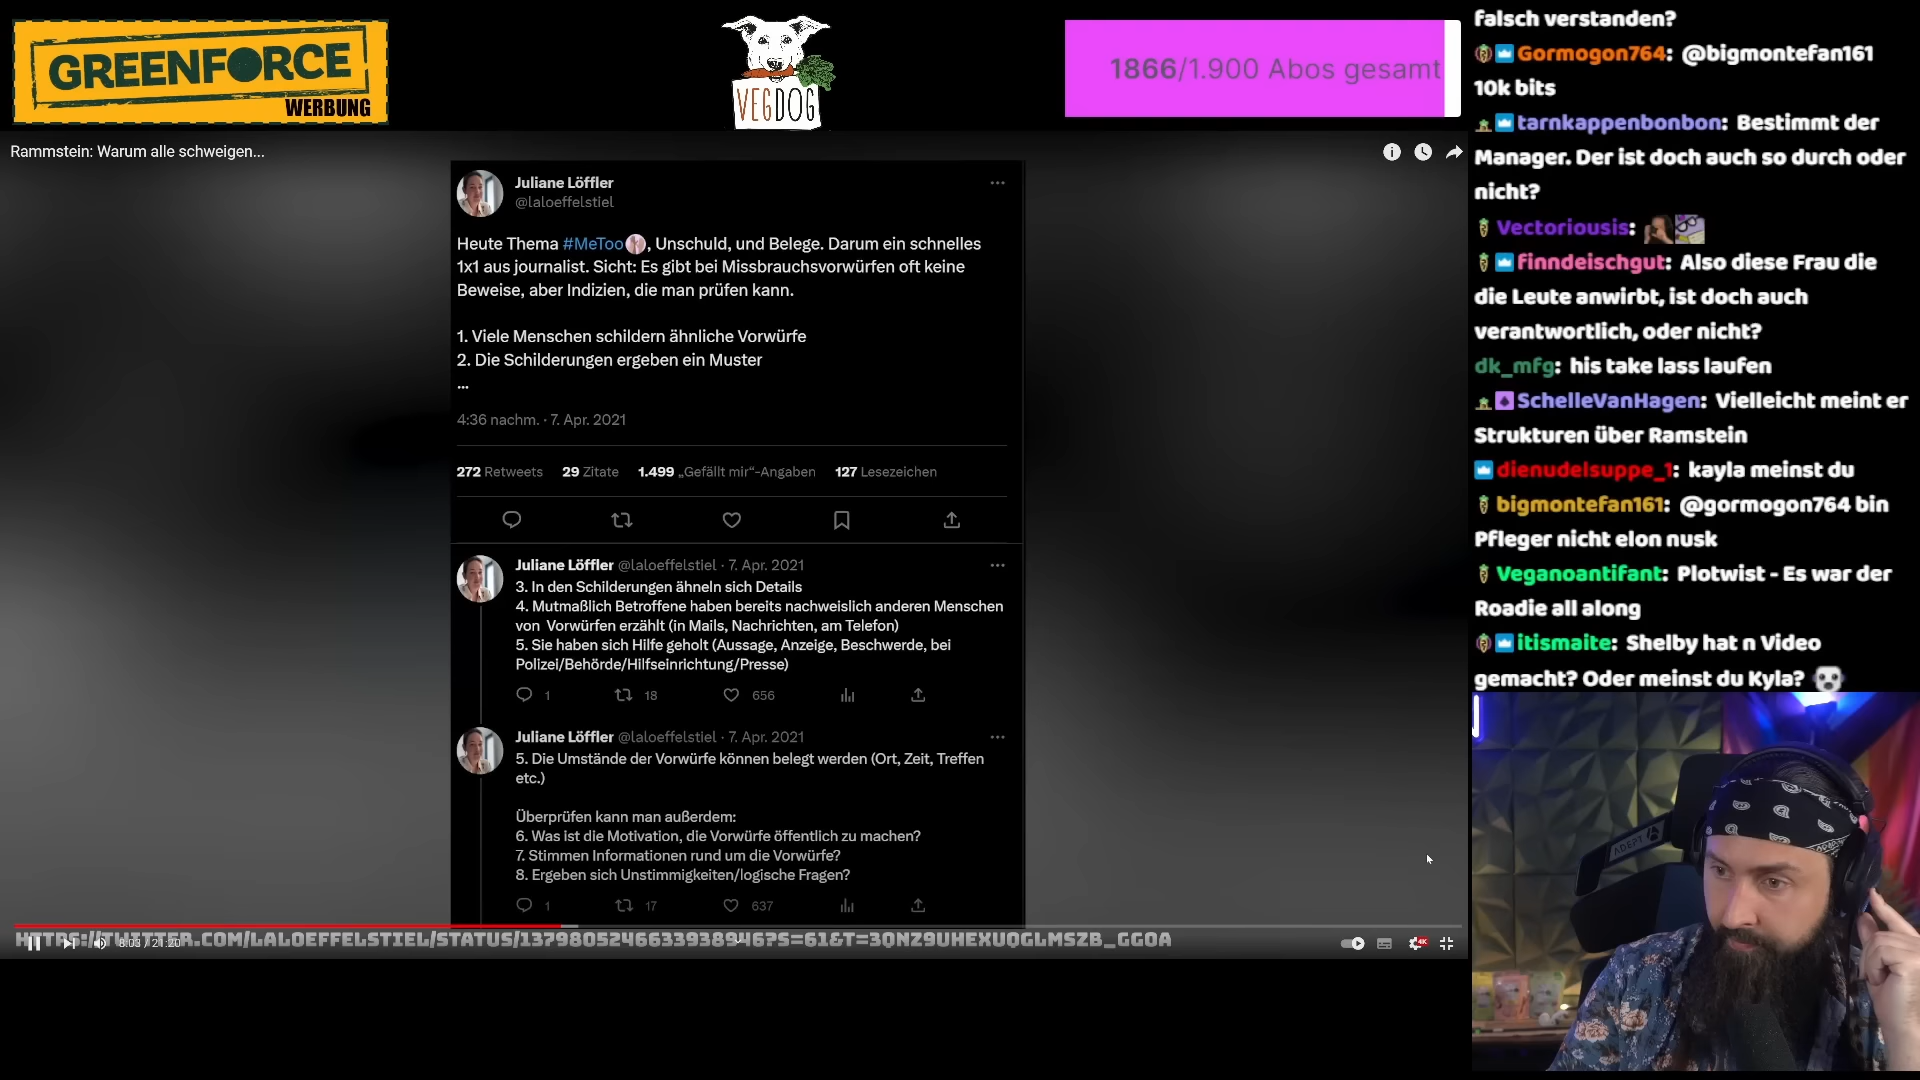 GREENFORCE
WERBUNG
VEGDOG
1866/1.900 Abos gesamt
Rammstein: Warum alle schweigen...
Juliane Löffler
@laloeffelstiel
Heute Thema #MeToo, Unschuld, und Belege. Darum ein schnelles
1x1 aus journalist. Sicht: Es gibt bei Missbrauchsvorwürfen oft keine
Beweise, aber Indizien, die man prüfen kann.
1. Viele Menschen schildern ähnliche Vorwürfe
2. Die Schilderungen ergeben ein Muster
...
4:36 nachm. · 7. Apr. 2021
272 Retweets 29 Zitate 1.499 „Gefällt mir“-Angaben 127 Lesezeichen
Juliane Löffler @laloeffelstiel · 7. Apr. 2021
3. In den Schilderungen ähneln sich Details
4. Mutmaßlich Betroffene haben bereits nachweislich anderen Menschen
von Vorwürfen erzählt (in Mails, Nachrichten, am Telefon)
5. Sie haben sich Hilfe geholt (Aussage, Anzeige, Beschwerde, bei
Polizei/Behörde/Hilfseinrichtung/Presse)
1 18 656
Juliane Löffler @laloeffelstiel · 7. Apr. 2021
5. Die Umstände der Vorwürfe können belegt werden (Ort, Zeit, Treffen
etc.)
Überprüfen kann man außerdem:
6. Was ist die Motivation, die Vorwürfe öffentlich zu machen?
7. Stimmen Informationen rund um die Vorwürfe?
8. Ergeben sich Unstimmigkeiten/logische Fragen?
1 17 637
8:03 / 21:20
4K
falsch verstanden?
Gormogon764: @bigmontefan161
10k bits
tarnkappenbonbon: Bestimmt der
Manager. Der ist doch auch so durch oder
nicht?
Vectoriousis:
finndeischgut: Also diese Frau die
die Leute anwirbt, ist doch auch
verantwortlich, oder nicht?
dk_mfg: his take lass laufen
SchelleVanHagen: Vielleicht meint er
Strukturen über Ramstein
dienudelsuppe_1: kayla meinst du
bigmontefan161: @gormogon764 bin
Pfleger nicht elon nusk
Veganoantifant: Plotwist - Es war der
Roadie all along
itismaite: Shelby hat n Video
gemacht? Oder meinst du Kyla?
ADEPT